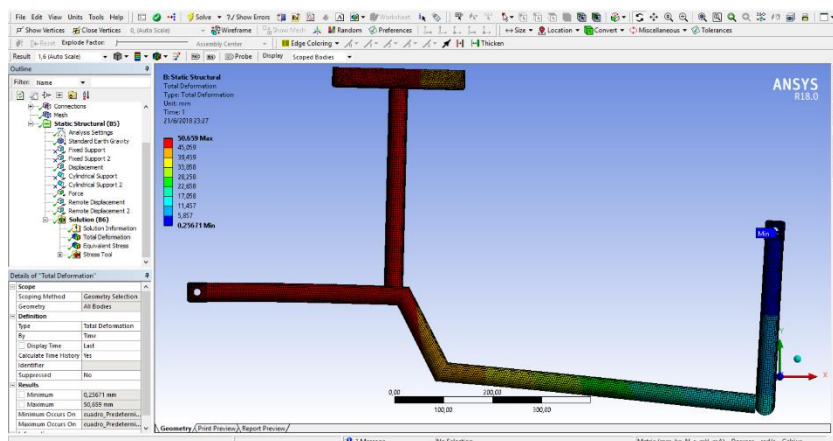 File Edit View Units Tools Help Solve ?/ Show Errors Worksheet
Show Vertices Close Vertices 0, (Auto Scale) Wireframe Show Mesh Random Preferences Size Location Convert Miscellaneous Tolerances
Reset Explode Factor: Assembly Center Edge Coloring Thicken
Result 1,6 (Auto Scale) Probe Display Scoped Bodies
Outline
Filter: Name
Connections
Mesh
Static Structural (B5)
Analysis Settings
Standard Earth Gravity
Fixed Support
Fixed Support 2
Displacement
Cylindrical Support
Cylindrical Support 2
Force
Remote Displacement
Remote Displacement 2
Solution (B6)
Solution Information
Total Deformation
Equivalent Stress
Stress Tool
Details of "Total Deformation"
Scope
Scoping Method Geometry Selection
Geometry All Bodies
Definition
Type Total Deformation
By Time
Display Time Last
Calculate Time History Yes
Identifier
Suppressed No
Results
Minimum 0,25671 mm
Maximum 50,659 mm
Minimum Occurs On cuadro_Predetermi...
Maximum Occurs On cuadro_Predetermi...
B: Static Structural
Total Deformation
Type: Total Deformation
Unit: mm
Time: 1
21/6/2018 23:27
50,659 Max
45,059
39,459
33,858
28,258
22,658
17,058
11,457
5,857
0,25671 Min
ANSYS
R18.0
Min
Y
X
0,00 200,00
100,00 300,00
Geometry Print Preview Report Preview
No Selection